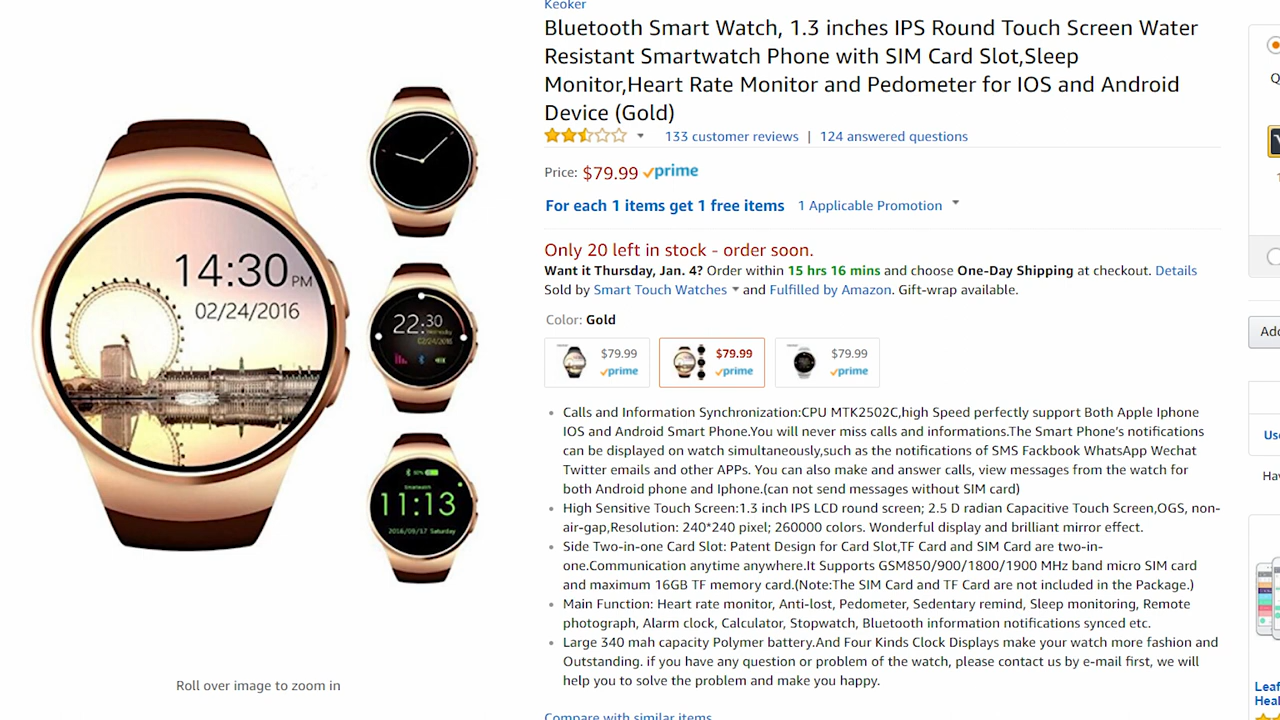 Keoker
Bluetooth Smart Watch, 1.3 inches IPS Round Touch Screen Water
Resistant Smartwatch Phone with SIM Card Slot,Sleep
Monitor,Heart Rate Monitor and Pedometer for IOS and Android
Device (Gold)
133 customer reviews | 124 answered questions
Price: $79.99 prime
For each 1 items get 1 free items 1 Applicable Promotion
Only 20 left in stock - order soon.
Want it Thursday, Jan. 4? Order within 15 hrs 16 mins and choose One-Day Shipping at checkout. Details
Sold by Smart Touch Watches and Fulfilled by Amazon. Gift-wrap available.
Color: Gold
$79.99 prime
$79.99 prime
$79.99 prime
• Calls and Information Synchronization:CPU MTK2502C,high Speed perfectly support Both Apple Iphone
IOS and Android Smart Phone.You will never miss calls and informations.The Smart Phone's notifications
can be displayed on watch simultaneously,such as the notifications of SMS Fackbook WhatsApp Wechat
Twitter emails and other APPs. You can also make and answer calls, view messages from the watch for
both Android phone and Iphone.(can not send messages without SIM card)
• High Sensitive Touch Screen:1.3 inch IPS LCD round screen; 2.5 D radian Capacitive Touch Screen,OGS, non-
air-gap,Resolution: 240*240 pixel; 260000 colors. Wonderful display and brilliant mirror effect.
• Side Two-in-one Card Slot: Patent Design for Card Slot,TF Card and SIM Card are two-in-
one.Communication anytime anywhere.It Supports GSM850/900/1800/1900 MHz band micro SIM card
and maximum 16GB TF memory card.(Note:The SIM Card and TF Card are not included in the Package.)
• Main Function: Heart rate monitor, Anti-lost, Pedometer, Sedentary remind, Sleep monitoring, Remote
photograph, Alarm clock, Calculator, Stopwatch, Bluetooth information notifications synced etc.
• Large 340 mah capacity Polymer battery.And Four Kinds Clock Displays make your watch more fashion and
Outstanding. if you have any question or problem of the watch, please contact us by e-mail first, we will
help you to solve the problem and make you happy.
Compare with similar items
14:30 PM
02/24/2016
22:30
Wednesday
02/24/2016
Smartwatch
11:13
2016/09/17 Saturday
Roll over image to zoom in
Q
Add
Use
Hav
Leaf
Heal